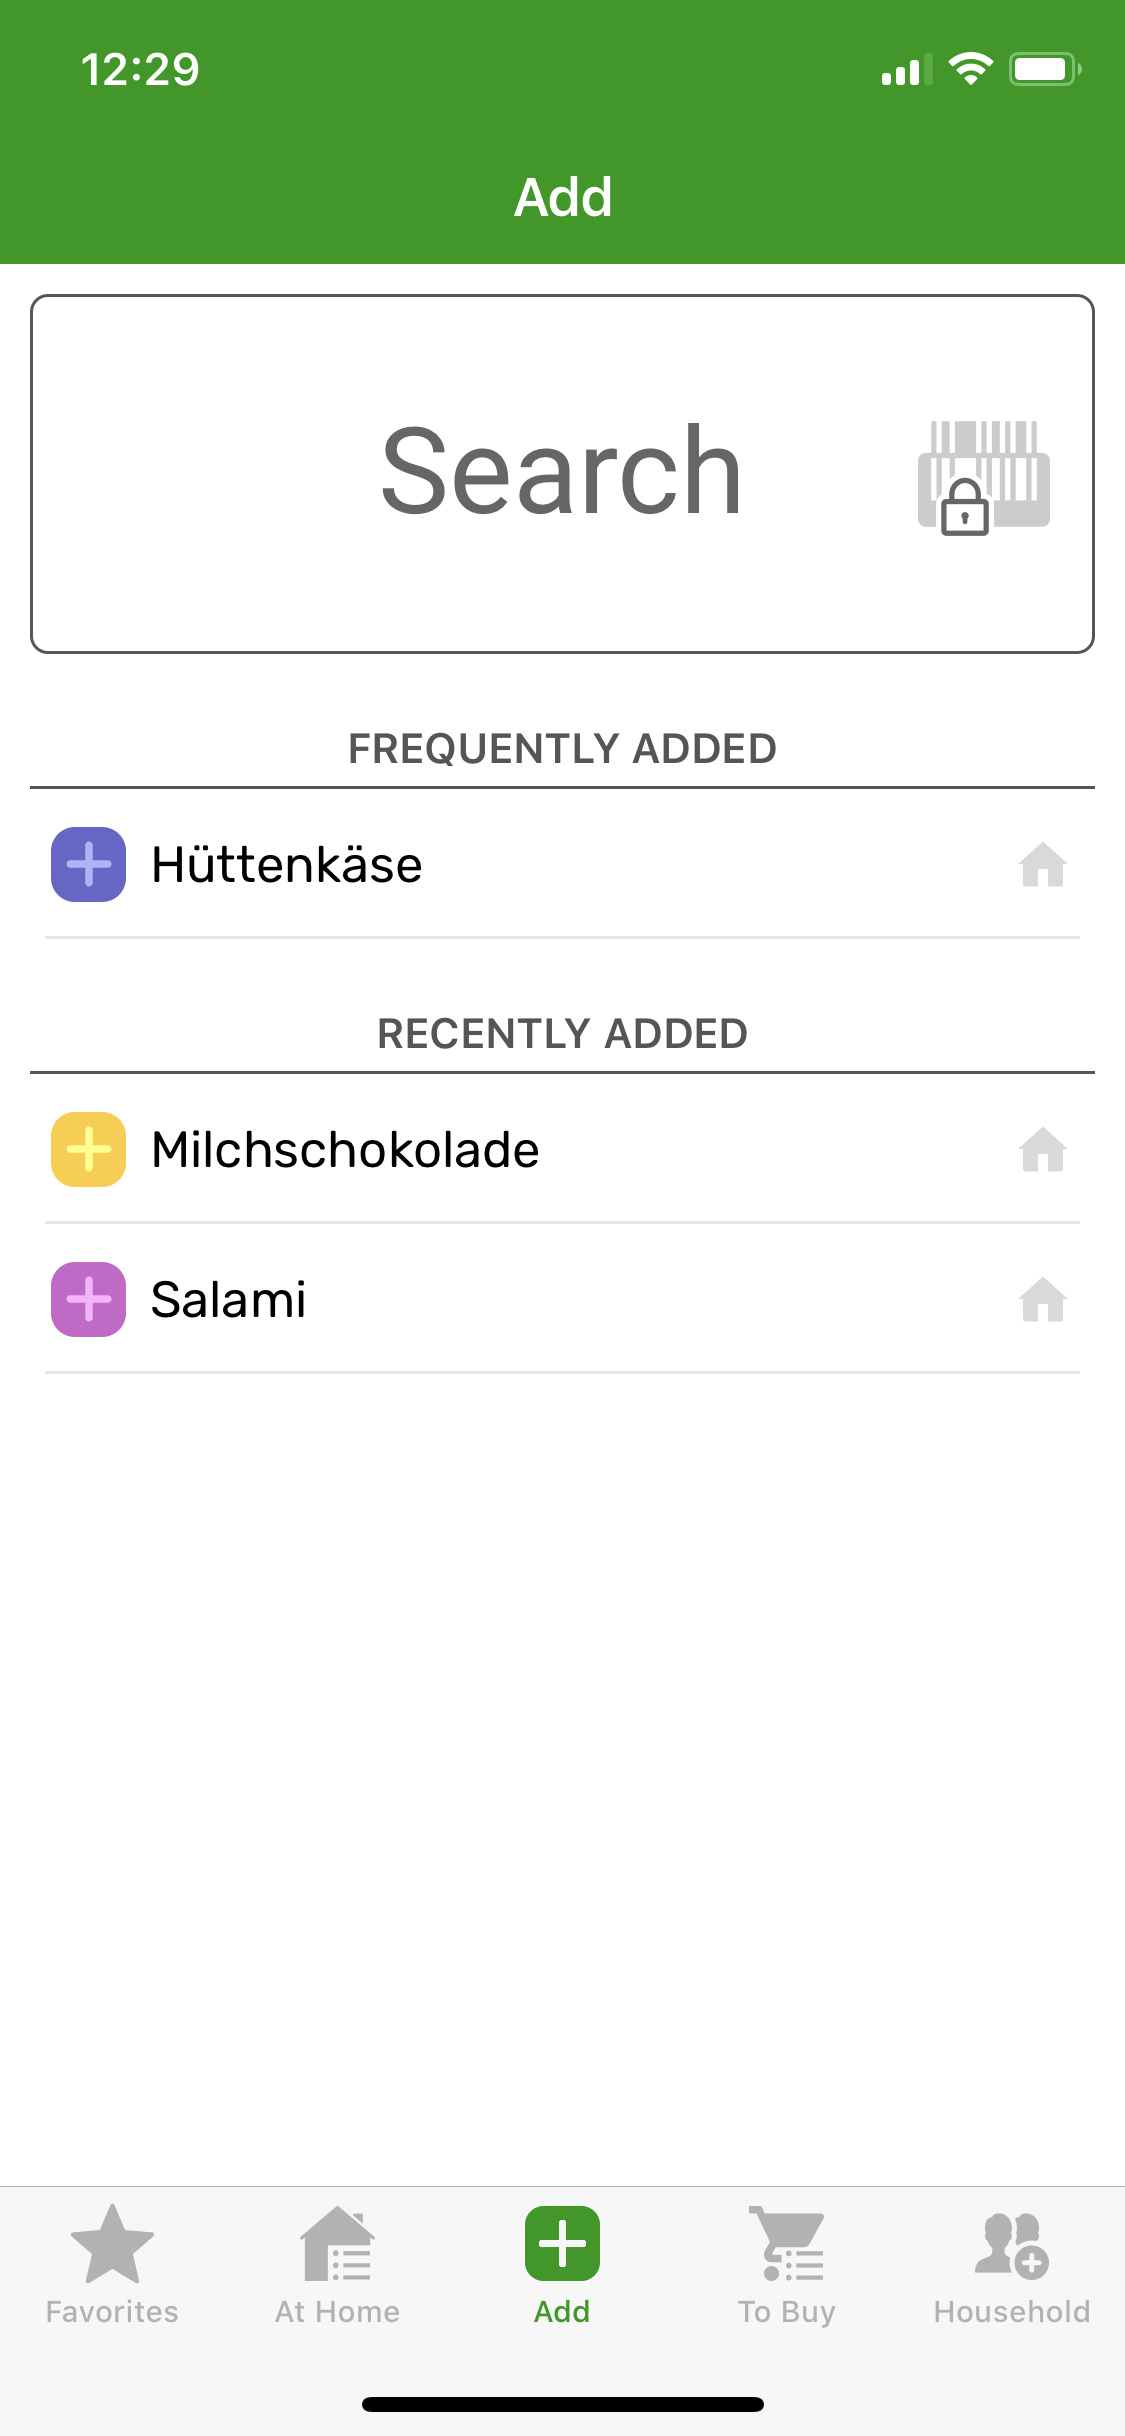 12:29
Add
Search
FREQUENTLY ADDED
Hüttenkäse
RECENTLY ADDED
Milchschokolade
Salami
Favorites
At Home
Add
To Buy
Household